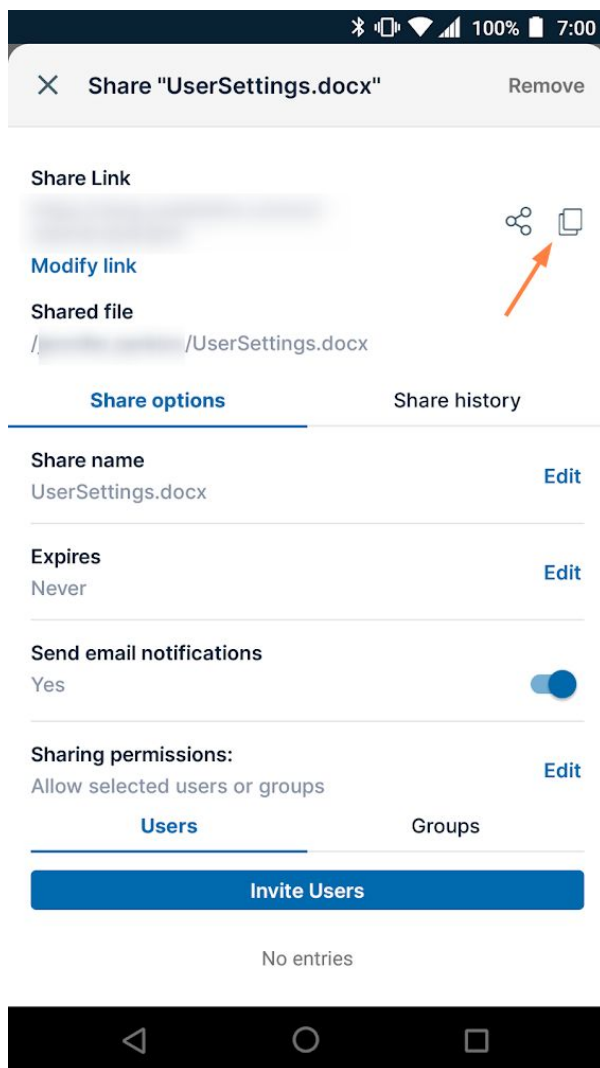 100% 7:00
Share "UserSettings.docx" Remove
Share Link
Modify link
Shared file
/ /UserSettings.docx
Share options Share history
Share name
Edit
UserSettings.docx
Expires
Edit
Never
Send email notifications
Yes
Sharing permissions:
Edit
Allow selected users or groups
Users Groups
Invite Users
No entries